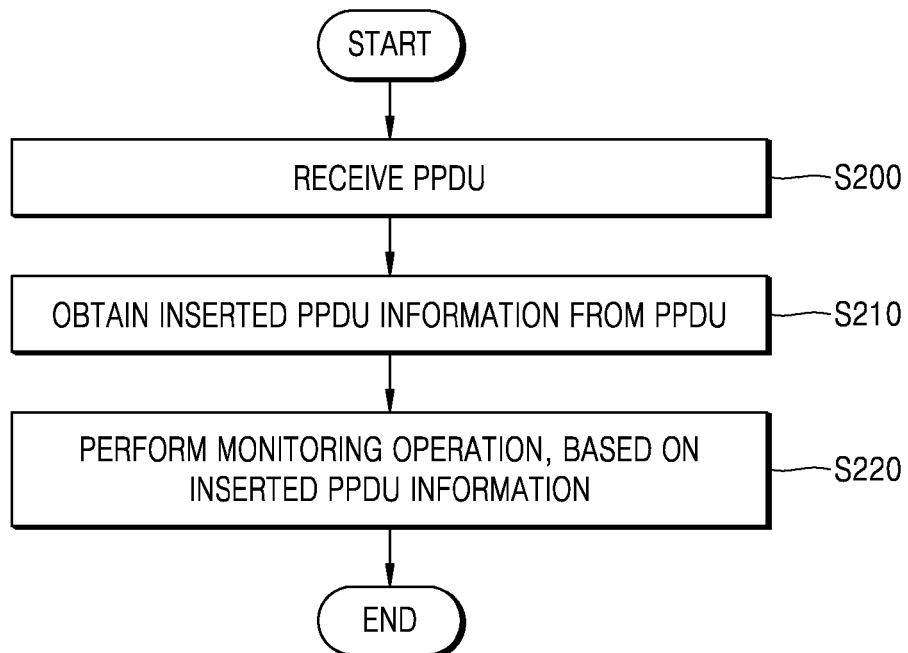 START
RECEIVE PPDU
S200
OBTAIN INSERTED PPDU INFORMATION FROM PPDU
S210
PERFORM MONITORING OPERATION, BASED ON
INSERTED PPDU INFORMATION
S220
END